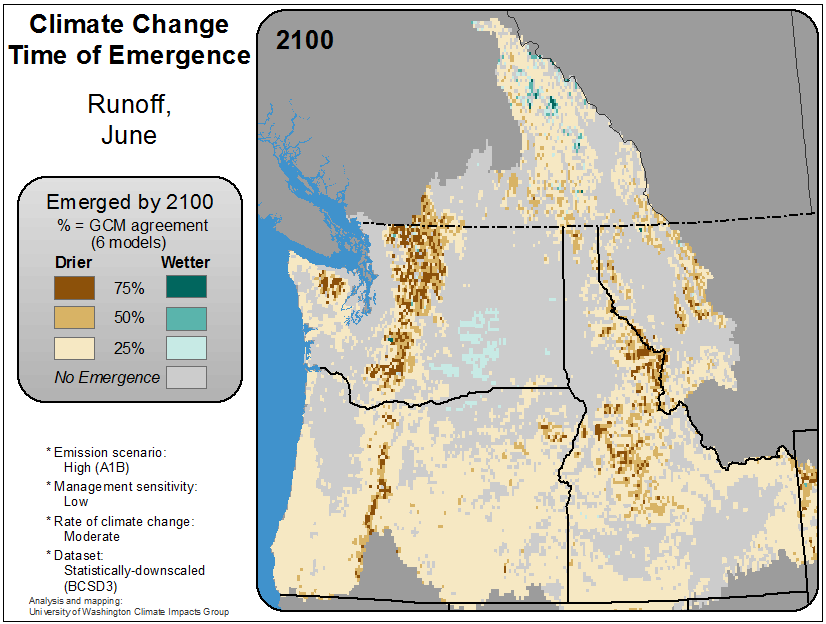 Climate Change
Time of Emergence
Runoff,
June
Emerged by 2100
% = GCM agreement
(6 models)
Drier Wetter
75%
50%
25%
No Emergence
* Emission scenario:
High (A1B)
* Management sensitivity:
Low
* Rate of climate change:
Moderate
* Dataset:
Statistically-downscaled
(BCSD3)
Analysis and mapping:
University of Washington Climate Impacts Group
2100